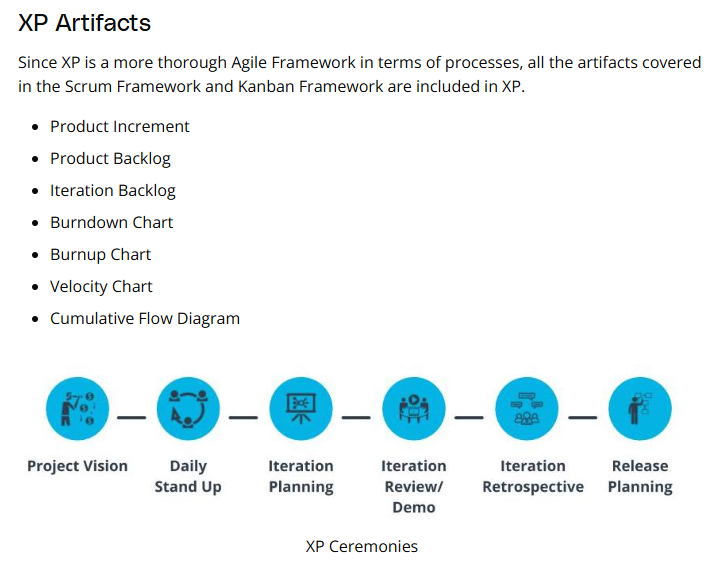 XP Artifacts
Since XP is a more thorough Agile Framework in terms of processes, all the artifacts covered
in the Scrum Framework and Kanban Framework are included in XP.
Product Increment
Product Backlog
Iteration Backlog
Burndown Chart
Burnup Chart
Velocity Chart
Cumulative Flow Diagram
Project Vision
Daily
Stand Up
Iteration
Planning
Iteration
Review/
Demo
Iteration
Retrospective
Release
Planning
XP Ceremonies